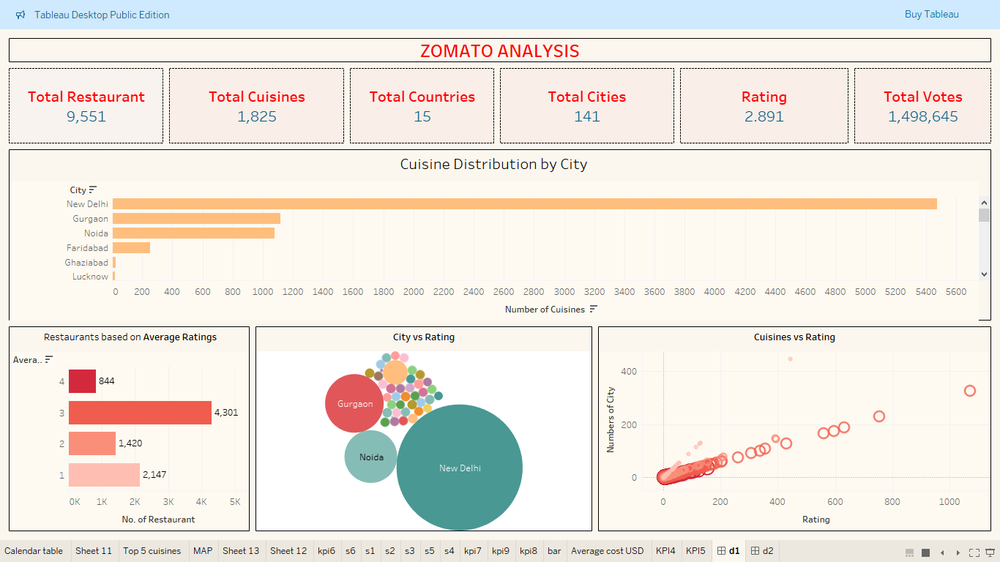 Tableau Desktop Public Edition
Buy Tableau
ZOMATO ANALYSIS
Total Restaurant
9,551
Total Cuisines
1,825
Total Countries
15
Total Cities
141
Rating
2.891
Total Votes
1,498,645
Cuisine Distribution by City
City
New Delhi
Gurgaon
Noida
Faridabad
Ghaziabad
Lucknow
0 200 400 600 800 1000 1200 1400 1600 1800 2000 2200 2400 2600 2800 3000 3200 3400 3600 3800 4000 4200 4400 4600 4800 5000 5200 5400 5600
Number of Cuisines
Restaurants based on Average Ratings
Avera..
4 844
3 4,301
2 1,420
1 2,147
0K 1K 2K 3K 4K 5K
No. of Restaurant
City vs Rating
Gurgaon
Noida
New Delhi
Cuisines vs Rating
Numbers of City
400
200
0
0 200 400 600 800 1000
Rating
Calendar table Sheet 11 Top 5 cuisines MAP Sheet 13 Sheet 12 kpi6 s6 s1 s2 s3 s5 s4 kpi7 kpi9 kpi8 bar Average cost USD KPI4 KPI5 d1 d2